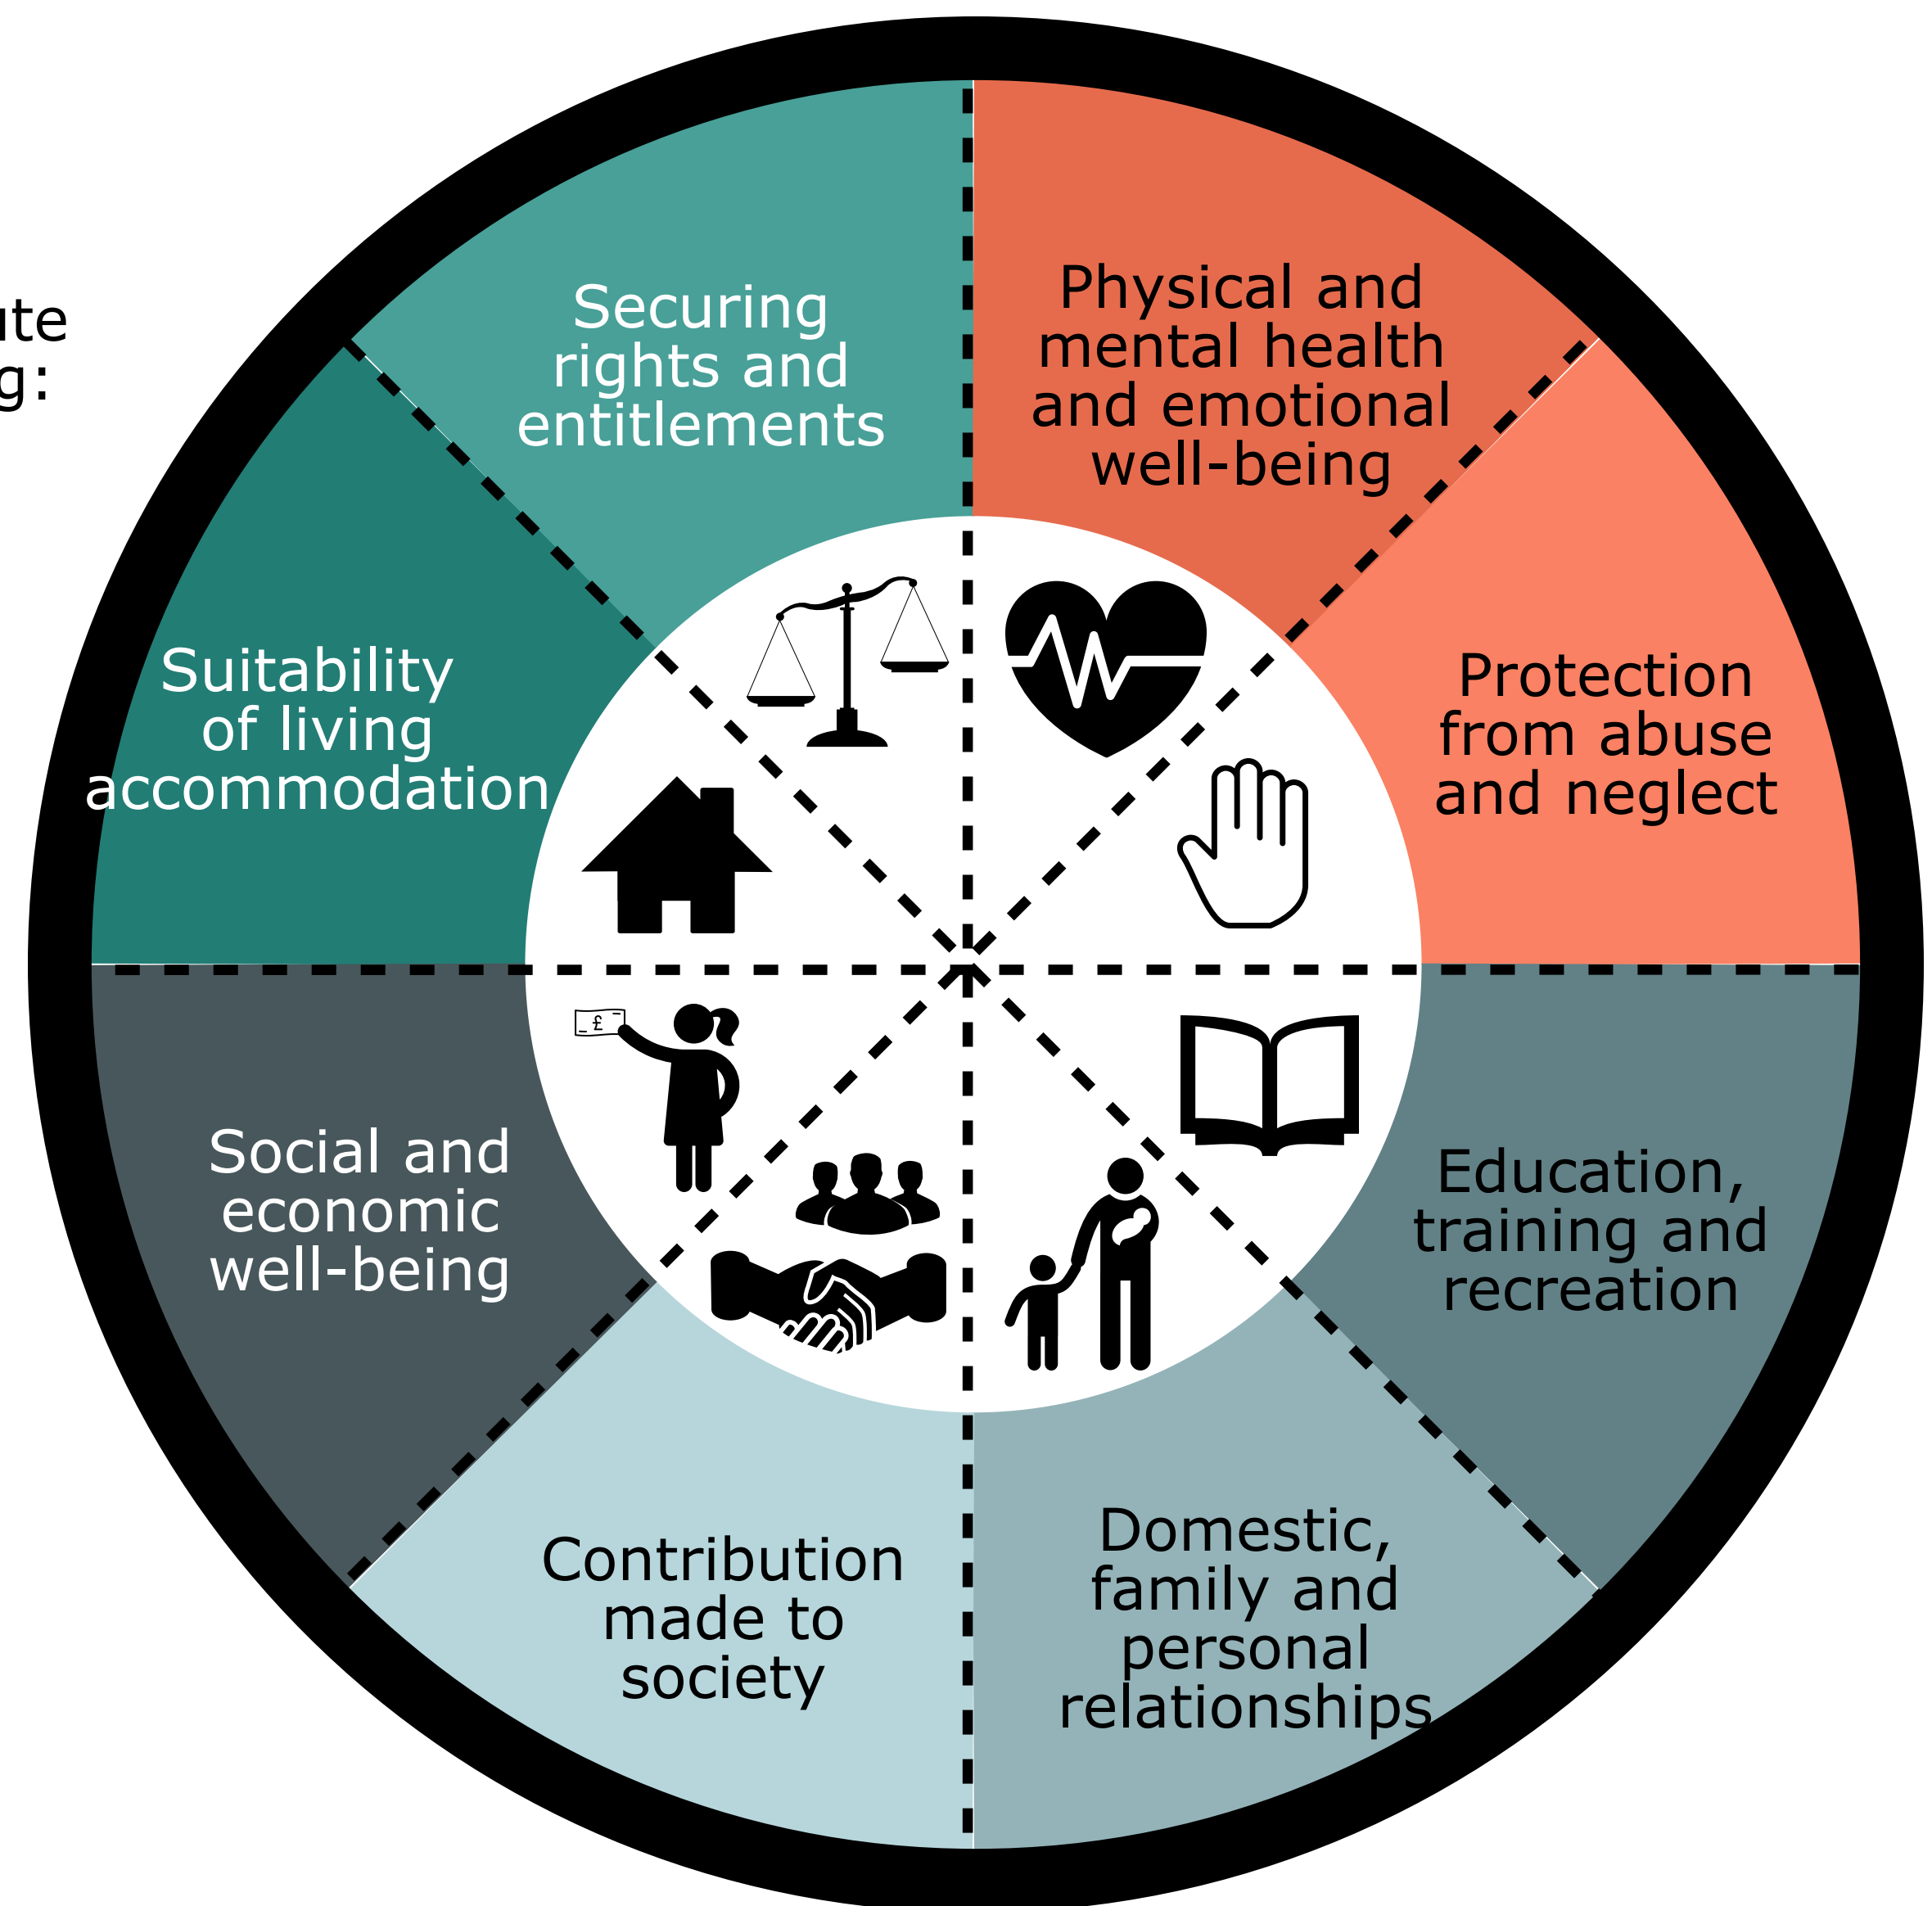 Physical and
mental health
and emotional
well-being
Protection
from abuse
and neglect
Education,
training and
recreation
Domestic,
family and
personal
relationships
Contribution
made to
society
Social and
economic
well-being
£
Suitability
of living
accommodation
Securing
rights and
entitlements